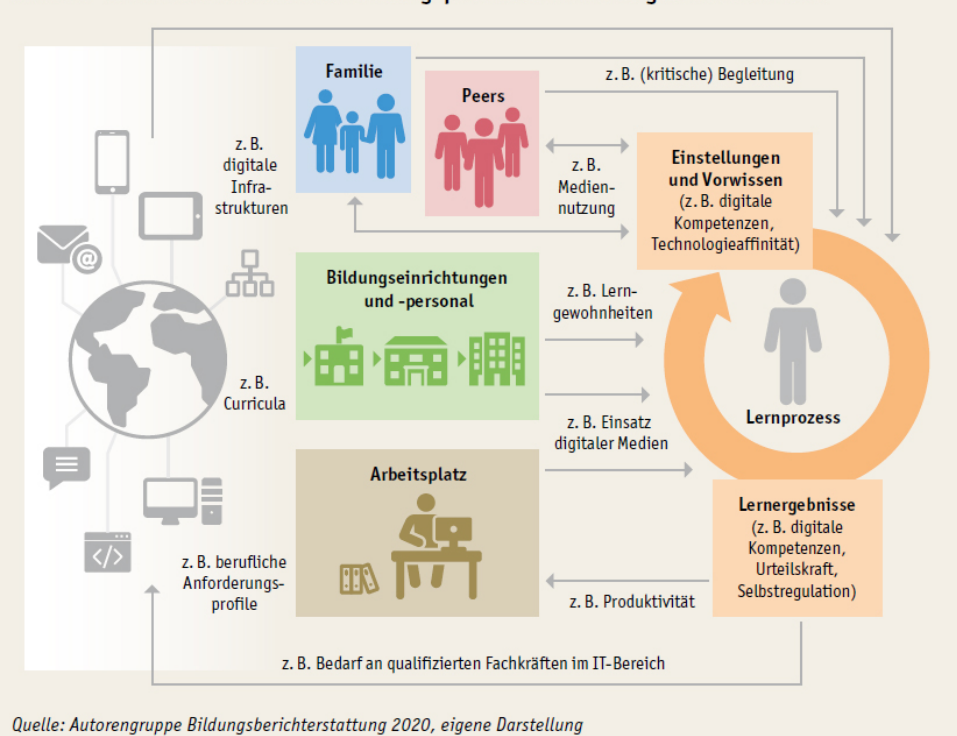 Familie
z. B. (kritische) Begleitung
Peers
z. B.
digitale
Infra-
strukturen
z. B.
Medien-
nutzung
Einstellungen
und Vorwissen
(z. B. digitale
Kompetenzen,
Technologieaffinität)
@
Bildungseinrichtungen
und -personal
z. B. Lern-
gewohnheiten
z. B.
Curricula
Lernprozess
z. B. Einsatz
digitaler Medien
Arbeitsplatz
Lernergebnisse
(z. B. digitale
Kompetenzen,
Urteilskraft,
Selbstregulation)
</>
z. B. berufliche
Anforderungs-
profile
z. B. Produktivität
z. B. Bedarf an qualifizierten Fachkräften im IT-Bereich
Quelle: Autorengruppe Bildungsberichterstattung 2020, eigene Darstellung